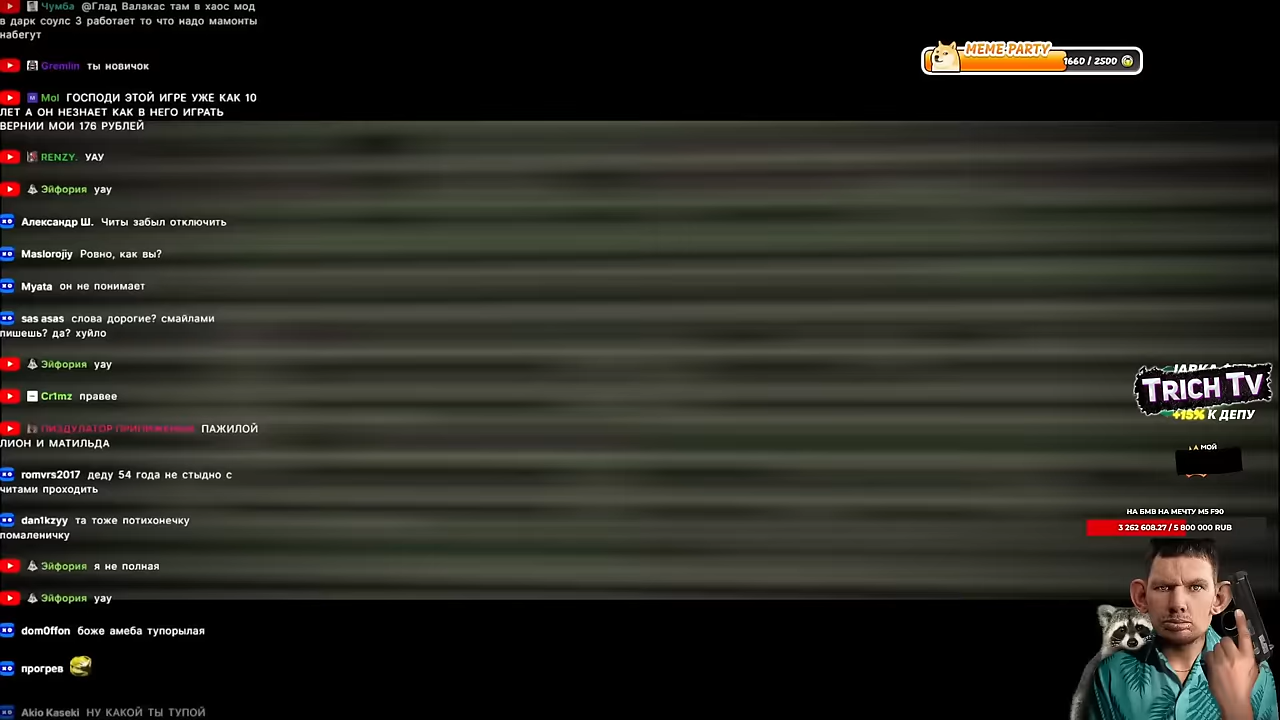 Чумба @Глад Валакас там в хаос мод
в дарк соулс 3 работает то что надо мамонты
набегут
Gremlin ты новичок
Mol ГОСПОДИ ЭТОЙ ИГРЕ УЖЕ КАК 10
ЛЕТ А ОН НЕЗНАЕТ КАК В НЕГО ИГРАТЬ
ВЕРНИИ МОИ 176 РУБЛЕЙ
RENZY. УАУ
Эйфория уау
Александр Ш. Читы забыл отключить
Maslorojiy Ровно, как вы?
Myata он не понимает
sas asas слова дорогие? смайлами
пишешь? да? хуйло
Эйфория уау
Cr1mz правее
ПАЖИЛОЙ
ЛИОН И МАТИЛЬДА
romvrs2017 деду 54 года не стыдно с
читами проходить
dan1kzyy та тоже потихонечку
помаленичку
Эйфория я не полная
Эйфория уау
dom0ffon боже амеба тупорылая
прогрев
Akio Kaseki НУ КАКОЙ ТЫ ТУПОЙ
MEME PARTY
1660 / 2500
TRICH TV
+15% К ДЕПУ
МОЙ
НА БМВ НА МЕЧТУ M5 F90
3 262 608.27 / 5 800 000 RUB